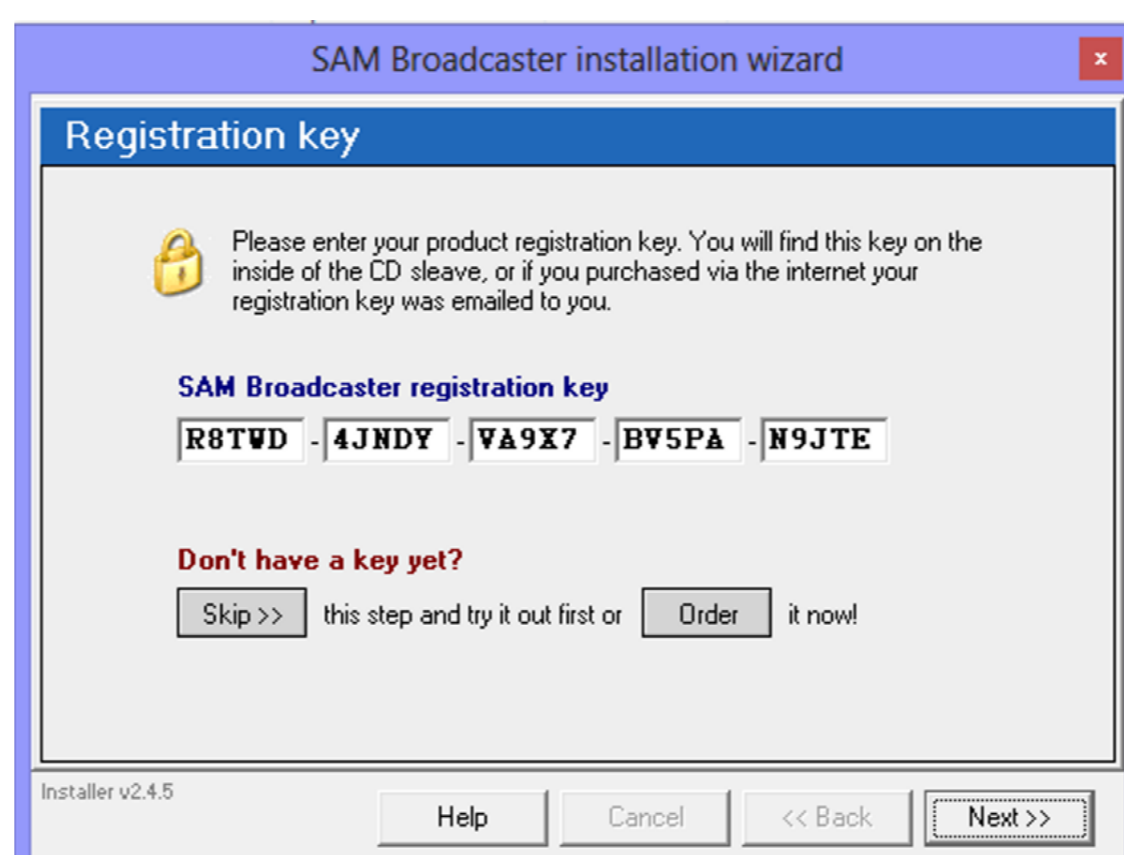 SAM Broadcaster installation wizard
x
Registration key
Please enter your product registration key. You will find this key on the
inside of the CD sleave, or if you purchased via the internet your
registration key was emailed to you.
SAM Broadcaster registration key
R8TWD - 4JNDY - VA9X7 - BV5PA - N9JTE
Don't have a key yet?
Skip >> this step and try it out first or Order it now!
Installer v2.4.5
Help Cancel << Back Next >>